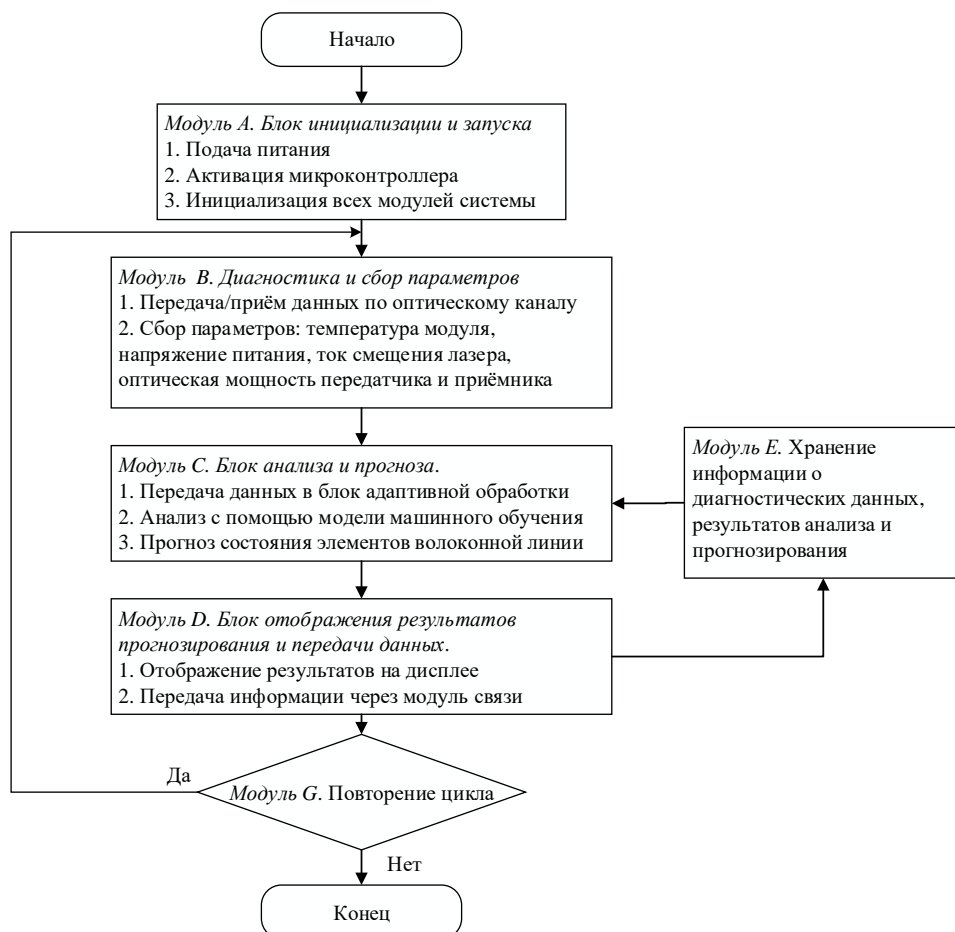 Начало
Модуль A. Блок инициализации и запуска
1. Подача питания
2. Активация микроконтроллера
3. Инициализация всех модулей системы
Модуль B. Диагностика и сбор параметров
1. Передача/приём данных по оптическому каналу
2. Сбор параметров: температура модуля,
напряжение питания, ток смещения лазера,
оптическая мощность передатчика и приёмника
Модуль C. Блок анализа и прогноза.
1. Передача данных в блок адаптивной обработки
2. Анализ с помощью модели машинного обучения
3. Прогноз состояния элементов волоконной линии
Модуль E. Хранение
информации о
диагностических данных,
результатов анализа и
прогнозирования
Модуль D. Блок отображения результатов
прогнозирования и передачи данных.
1. Отображение результатов на дисплее
2. Передача информации через модуль связи
Да
Модуль G. Повторение цикла
Нет
Конец